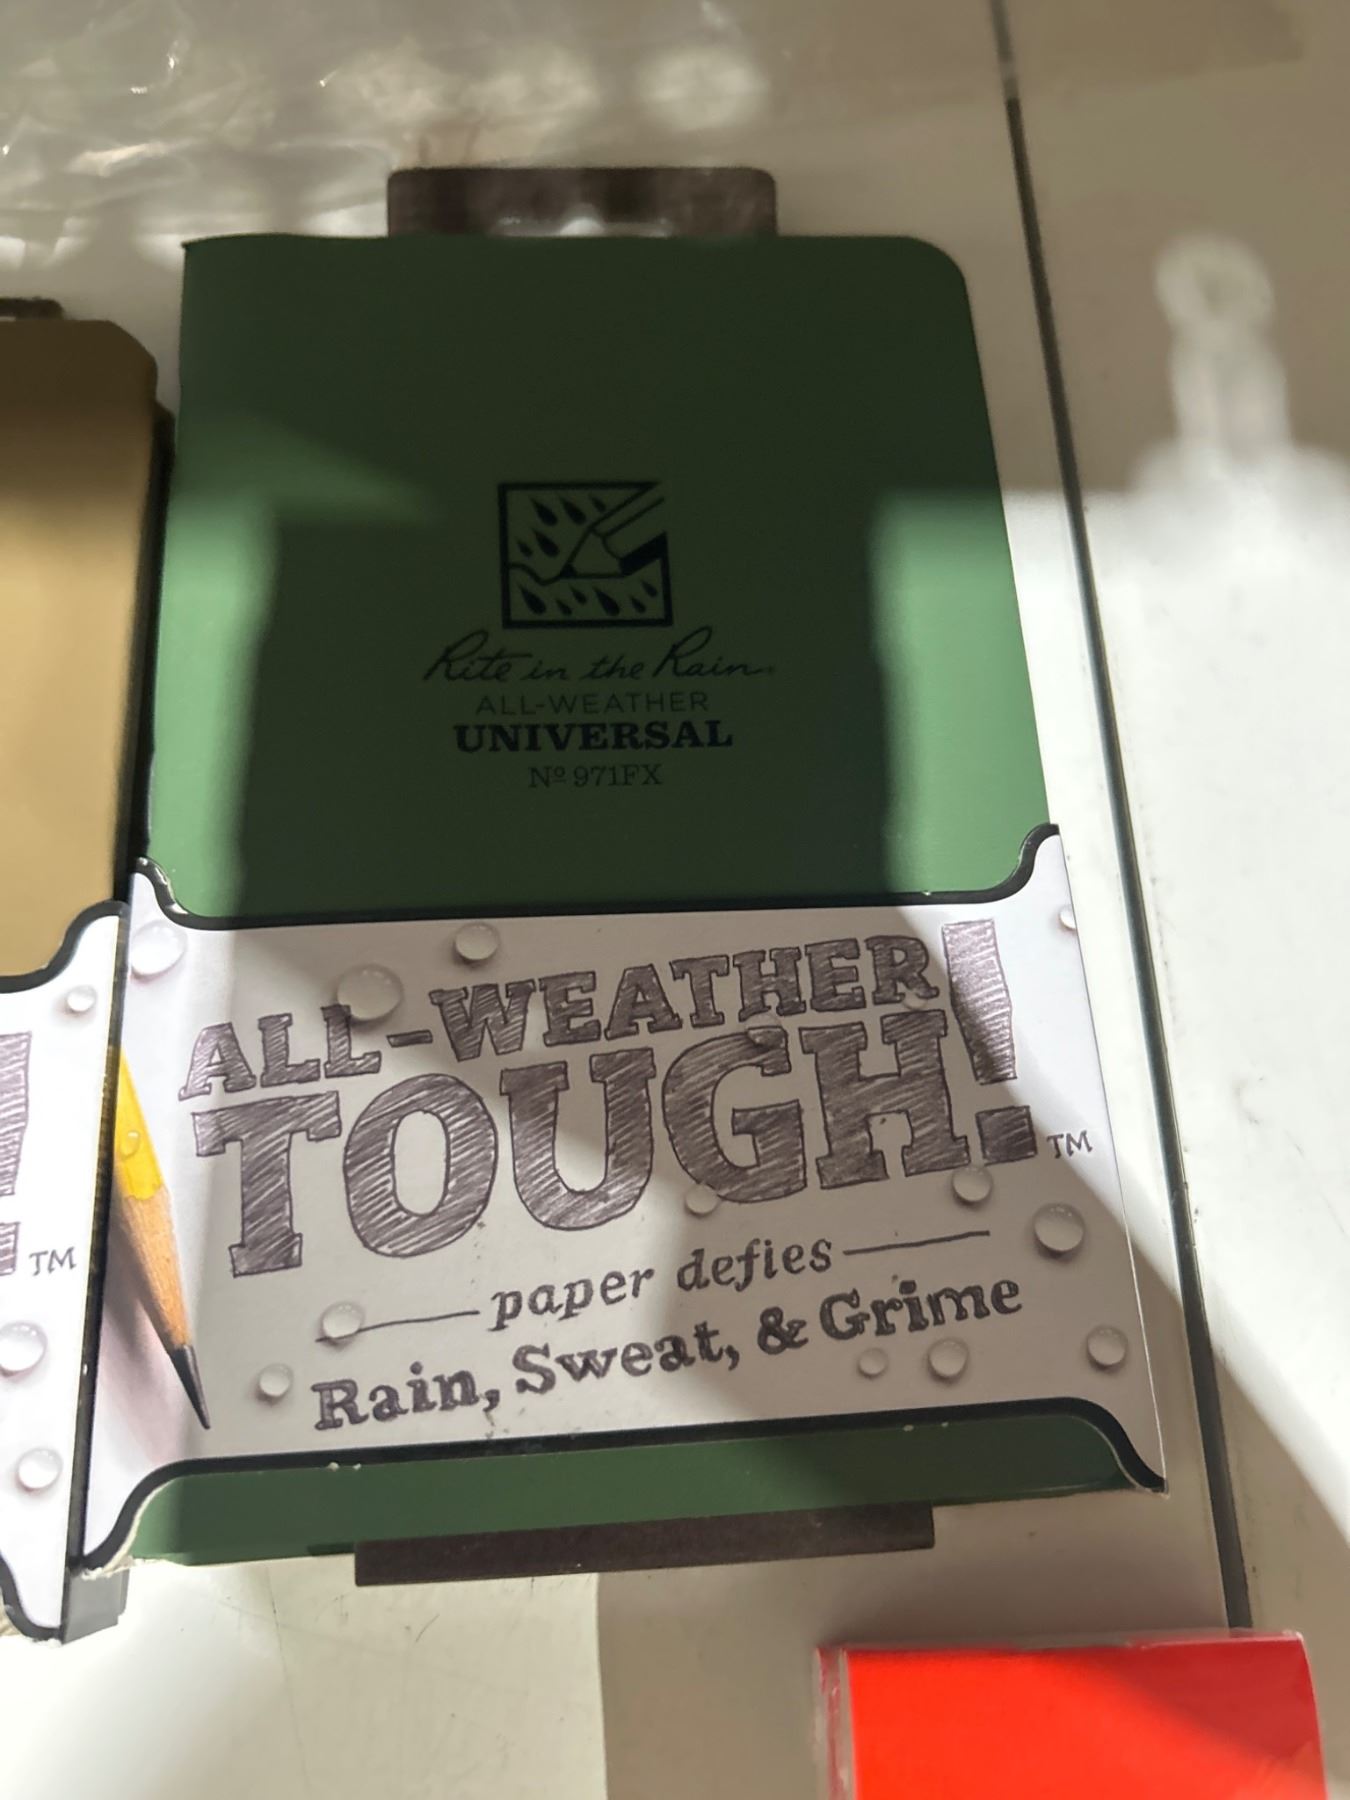 Rite in the Rain
ALL-WEATHER
UNIVERSAL
Nº 971FX
ALL-WEATHER
TOUGH! TM
paper defies
Rain, Sweat, & Grime
TM